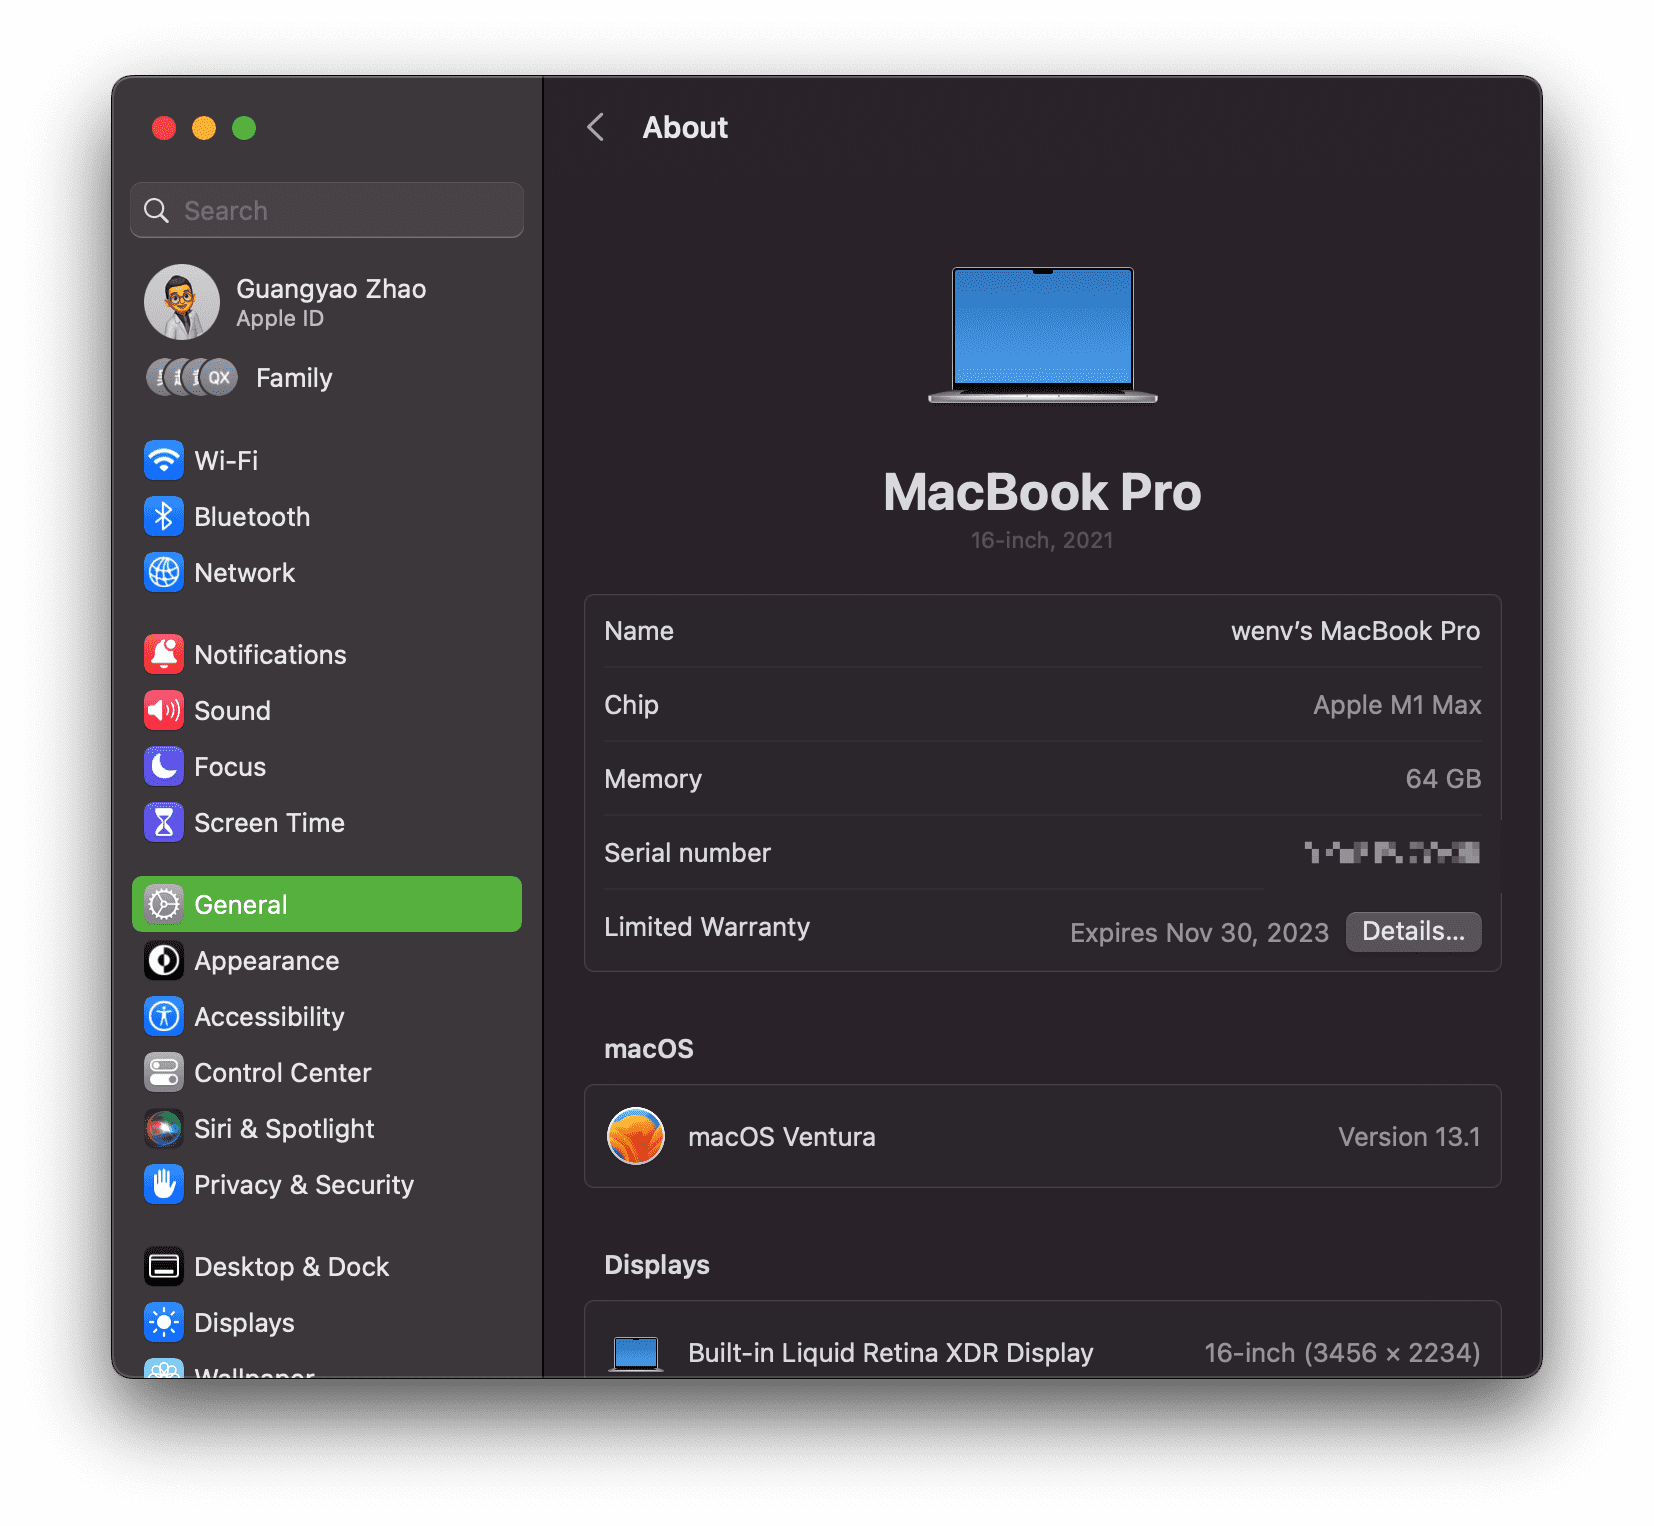 About
Search
Guangyao Zhao
Apple ID
QX
Family
Wi-Fi
Bluetooth
Network
Notifications
Sound
Focus
Screen Time
General
Appearance
Accessibility
Control Center
Siri & Spotlight
Privacy & Security
Desktop & Dock
Displays
Wallpaper
MacBook Pro
16-inch, 2021
Name wenv’s MacBook Pro
Chip Apple M1 Max
Memory 64 GB
Serial number
Limited Warranty Expires Nov 30, 2023 Details...
macOS
macOS Ventura Version 13.1
Displays
Built-in Liquid Retina XDR Display 16-inch (3456 × 2234)